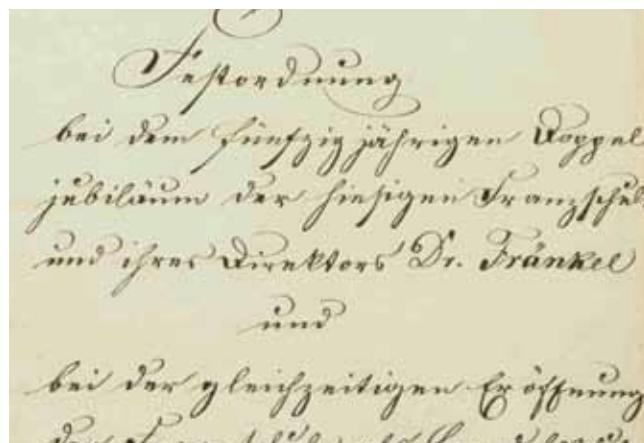 Festordnung
bei dem fünfzigjährigen Doppel
jubiläum der hiesigen Franzschul
und ihres Direktors Dr. Fränkel
und
bei der gleichzeitigen Eröffnung
der